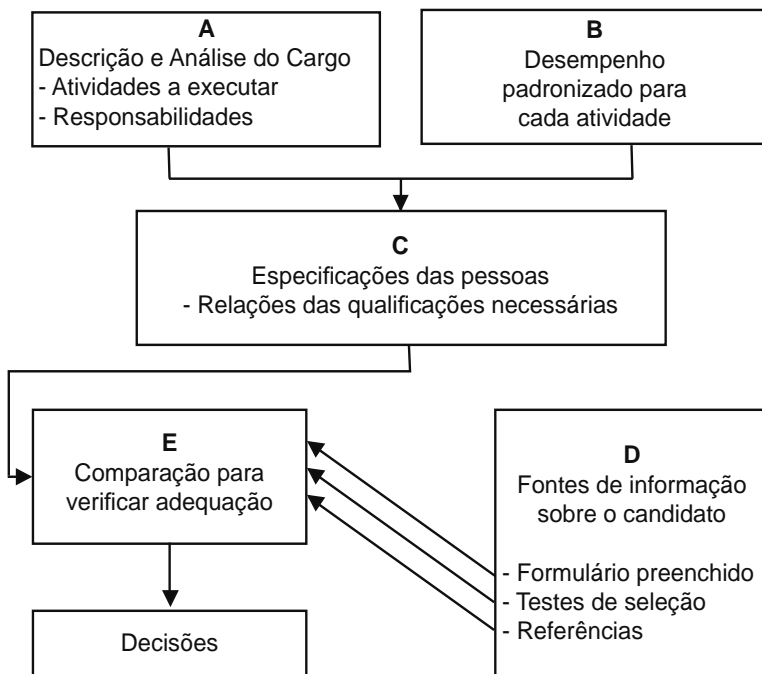 A
Descrição e Análise do Cargo
- Atividades a executar
- Responsabilidades
B
Desempenho
padronizado para
cada atividade
C
Especificações das pessoas
- Relações das qualificações necessárias
E
Comparação para
verificar adequação
D
Fontes de informação
sobre o candidato
- Formulário preenchido
- Testes de seleção
- Referências
Decisões